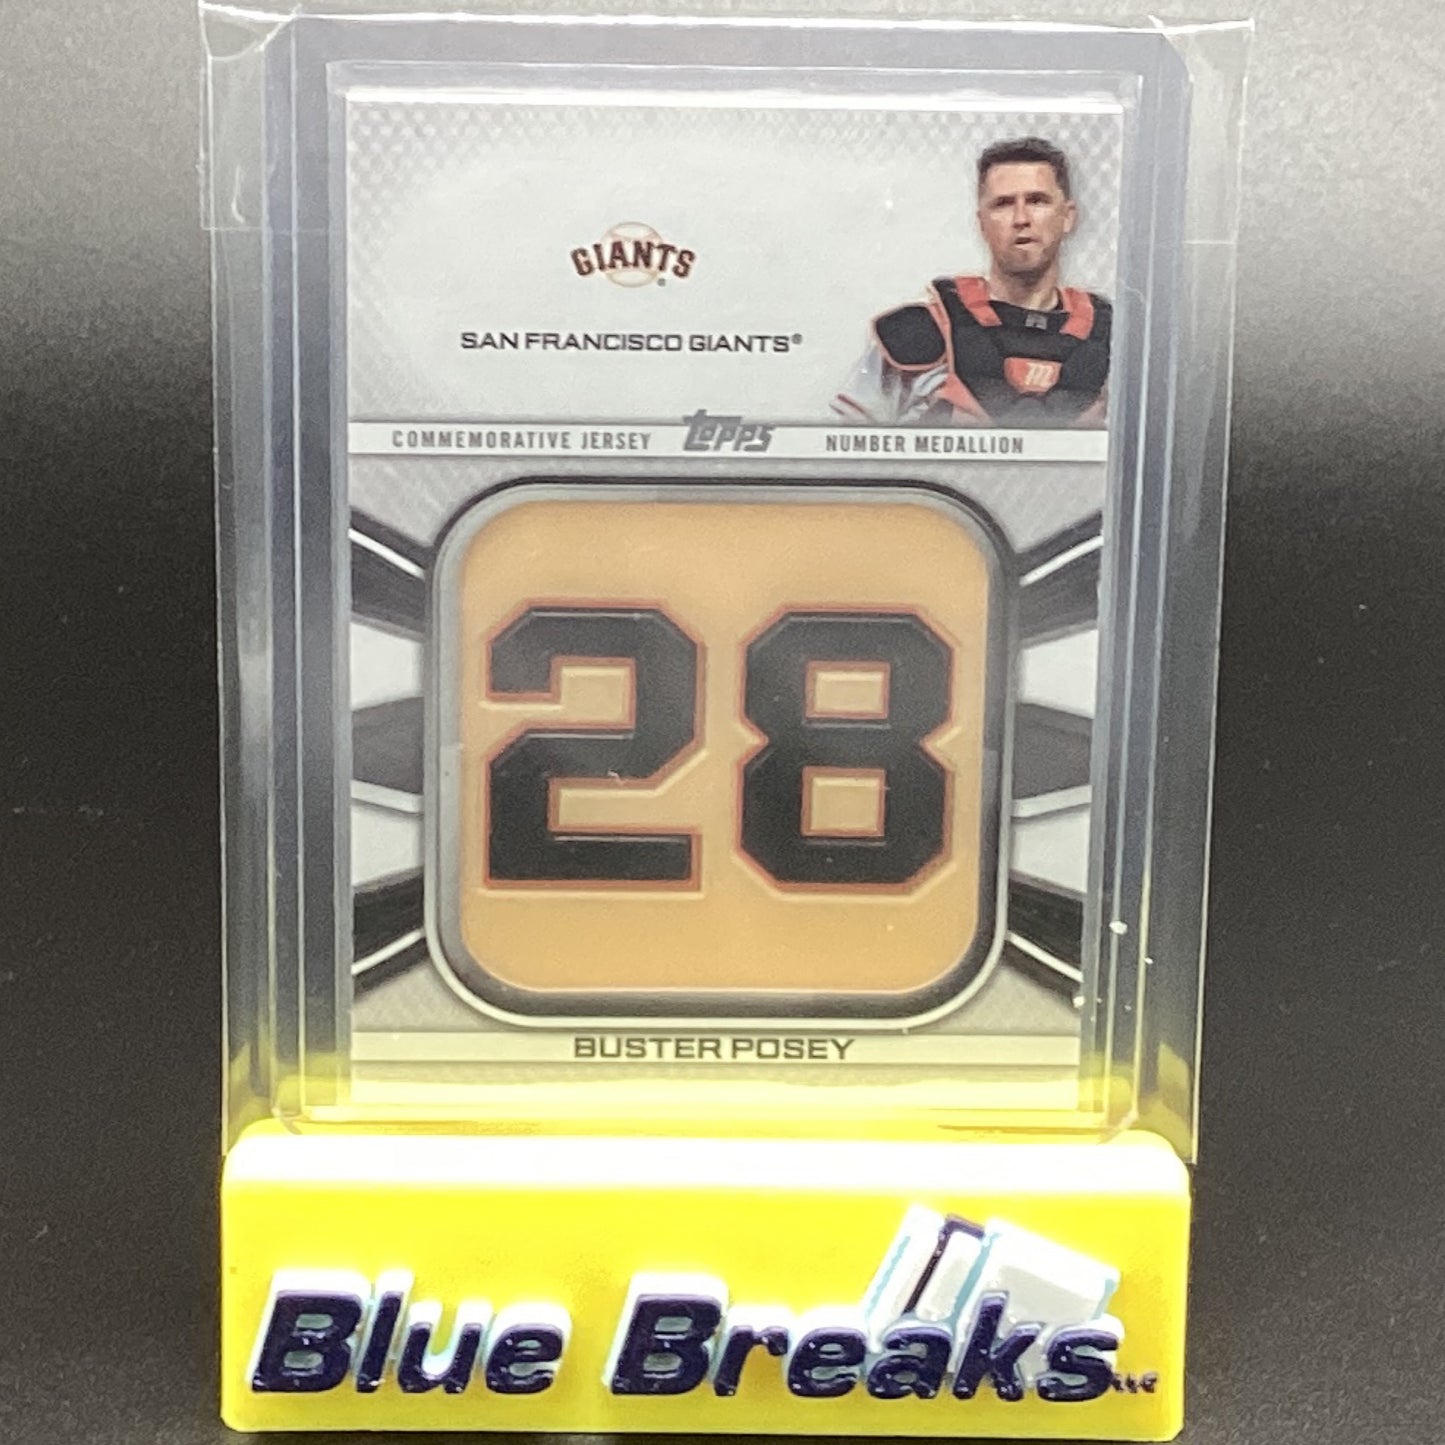 GIANTS
SAN FRANCISCO GIANTS®
COMMEMORATIVE JERSEY Topps NUMBER MEDALLION
28
BUSTER POSEY
Blue Breaks